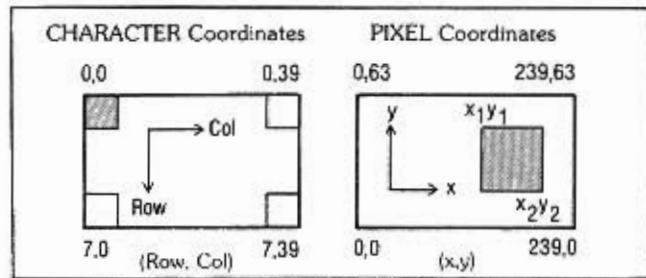 CHARACTER Coordinates
0,0 0,39
Col
Row
7,0 7,39
(Row, Col)
PIXEL Coordinates
0,63 239,63
x1y1
y
x
x2y2
0,0 239,0
(x,y)